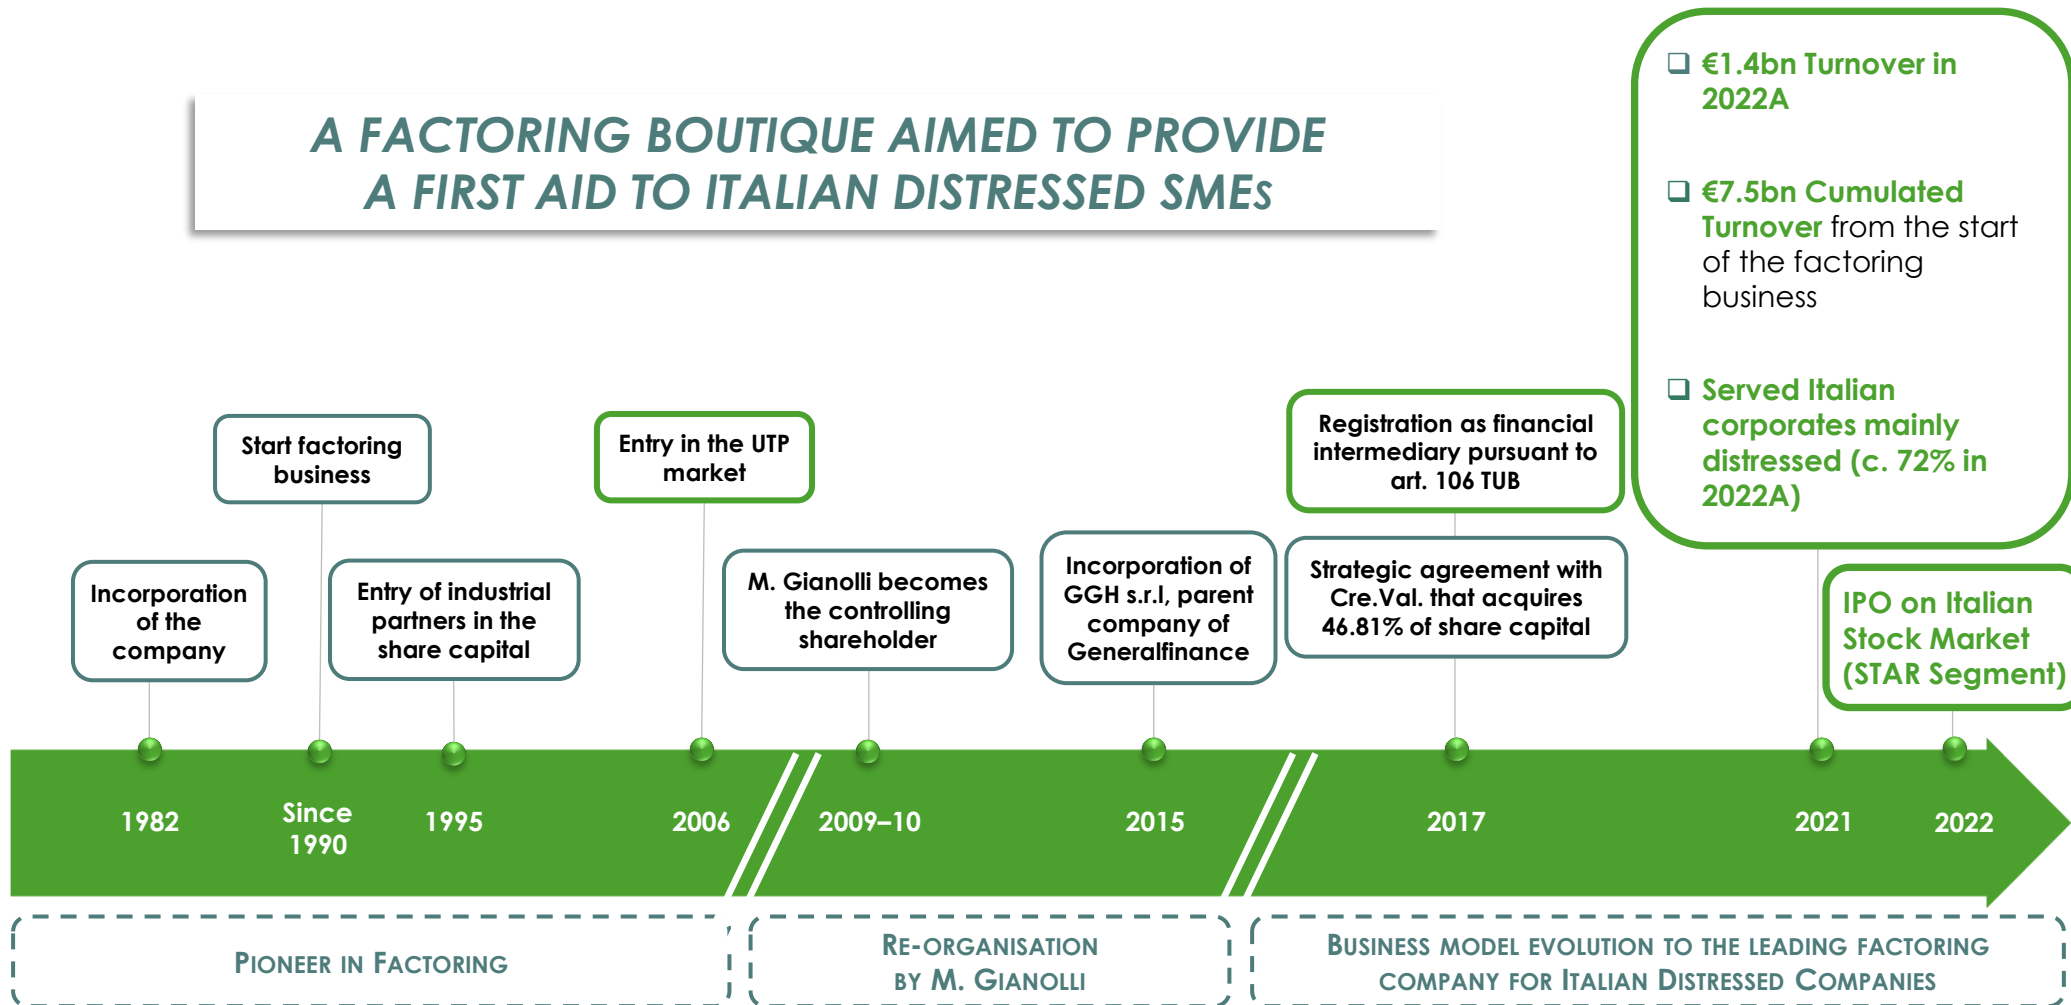 A FACTORING BOUTIQUE AIMED TO PROVIDE
A FIRST AID TO ITALIAN DISTRESSED SMEs
❑ €1.4bn Turnover in
2022A
❑ €7.5bn Cumulated
Turnover from the start
of the factoring
business
❑ Served Italian
corporates mainly
distressed (c. 72% in
2022A)
Start factoring
business
Entry in the UTP
market
Registration as financial
intermediary pursuant to
art. 106 TUB
Incorporation
of the
company
Entry of industrial
partners in the
share capital
M. Gianolli becomes
the controlling
shareholder
Incorporation of
GGH s.r.l, parent
company of
Generalfinance
Strategic agreement with
Cre.Val. that acquires
46.81% of share capital
IPO on Italian
Stock Market
(STAR Segment)
1982
Since
1990
1995
2006
2009–10
2015
2017
2021
2022
PIONEER IN FACTORING
RE-ORGANISATION
BY M. GIANOLLI
BUSINESS MODEL EVOLUTION TO THE LEADING FACTORING
COMPANY FOR ITALIAN DISTRESSED COMPANIES